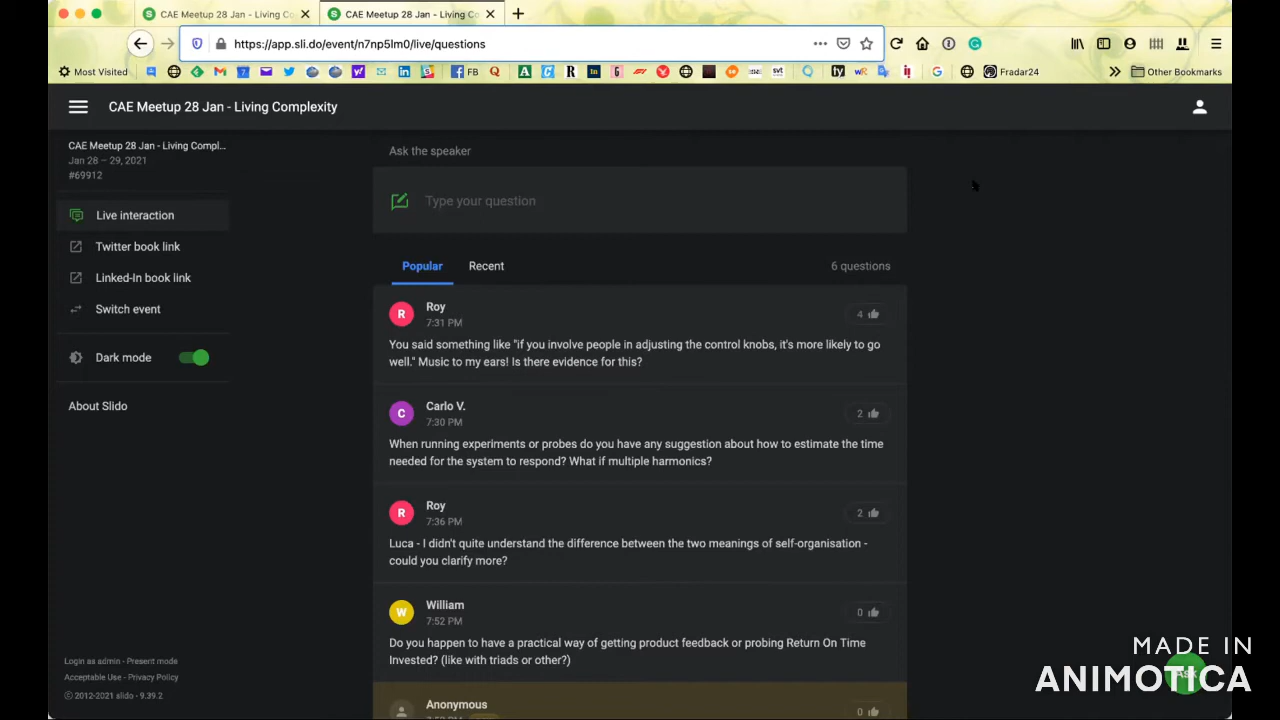 CAE Meetup 28 Jan - Living Co
CAE Meetup 28 Jan - Living Co
https://app.sli.do/event/n7np5lm0/live/questions
Most Visited
FB
Fradar24
Other Bookmarks
CAE Meetup 28 Jan - Living Complexity
CAE Meetup 28 Jan - Living Compl...
Jan 28 – 29, 2021
#69912
Live interaction
Twitter book link
Linked-In book link
Switch event
Dark mode
About Slido
Login as admin - Present mode
Acceptable Use - Privacy Policy
© 2012-2021 slido - 9.39.2
Ask the speaker
Type your question
Popular Recent 6 questions
R Roy 4
7:31 PM
You said something like "if you involve people in adjusting the control knobs, it's more likely to go
well." Music to my ears! Is there evidence for this?
C Carlo V. 2
7:30 PM
When running experiments or probes do you have any suggestion about how to estimate the time
needed for the system to respond? What if multiple harmonics?
R Roy 2
7:36 PM
Luca - I didn't quite understand the difference between the two meanings of self-organisation -
could you clarify more?
W William 0
7:52 PM
Do you happen to have a practical way of getting product feedback or probing Return On Time
Invested? (like with triads or other?)
Anonymous 0
MADE IN
ANIMOTICA